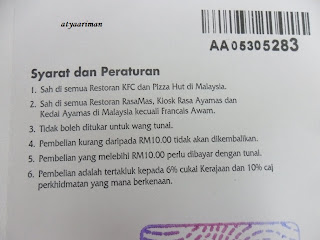 atyaariman
AA05305283
Syarat dan Peraturan
1. Sah di semua Restoran KFC dan Pizza Hut di Malaysia.
2. Sah di semua Restoran RasaMas, Kiosk Rasa Ayamas dan
Kedai Ayamas di Malaysia kecuali Francais Awam.
3. Tidak boleh ditukar untuk wang tunai.
4. Pembelian kurang daripada RM10.00 tidak akan dikembalikan.
5. Pembelian yang melebihi RM10.00 perlu dibayar dengan tunai.
6. Pembelian adalah tertakluk kepada 6% cukai Kerajaan dan 10% caj
perkhidmatan yang mana berkenaan.